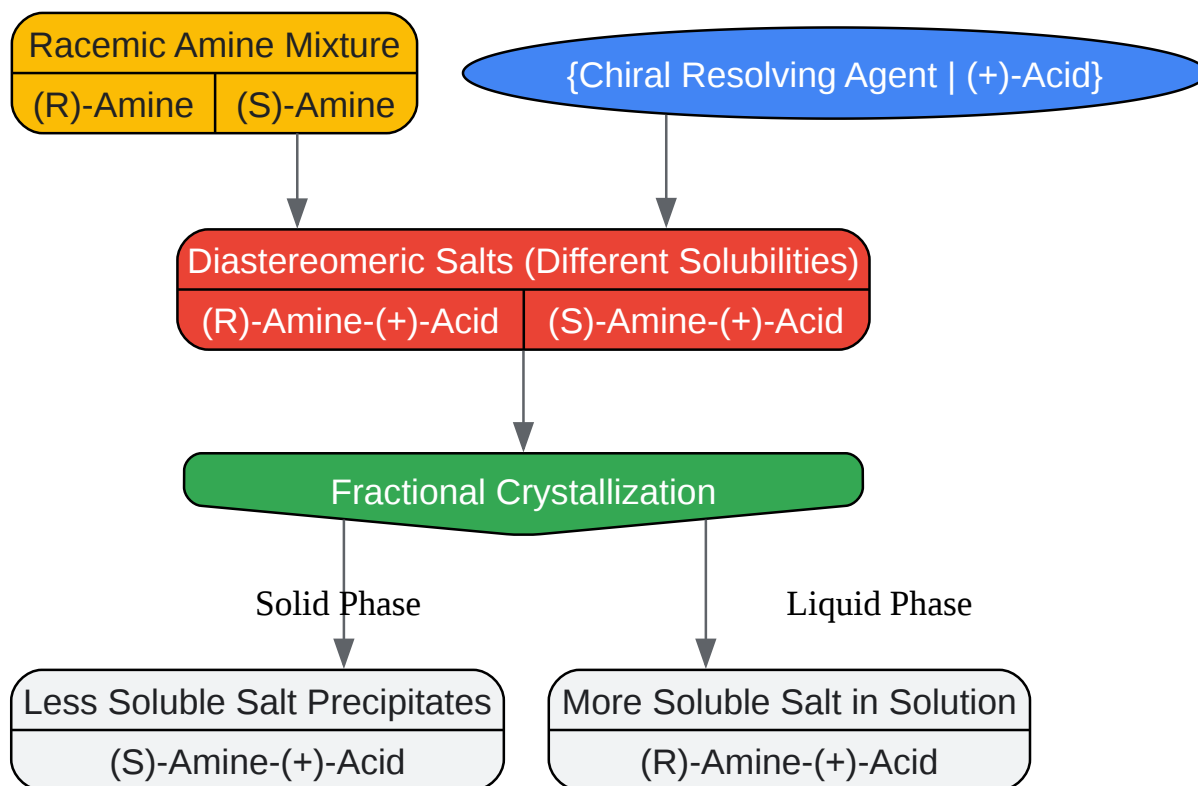 Racemic Amine Mixture
(R)-Amine
(S)-Amine
{Chiral Resolving Agent | (+)-Acid}
Diastereomeric Salts (Different Solubilities)
(R)-Amine-(+)-Acid
(S)-Amine-(+)-Acid
Fractional Crystallization
Solid Phase
Liquid Phase
Less Soluble Salt Precipitates
(S)-Amine-(+)-Acid
More Soluble Salt in Solution
(R)-Amine-(+)-Acid